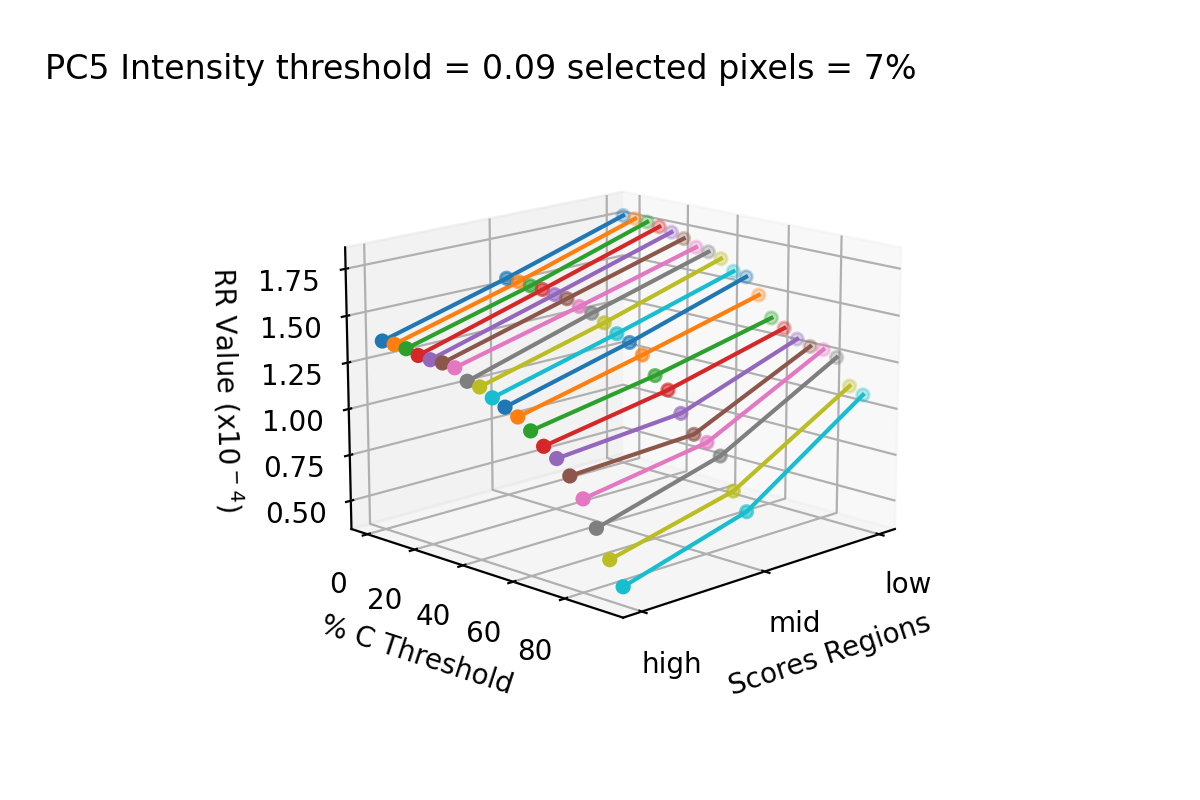 PC5 Intensity threshold = 0.09 selected pixels = 7%
RR Value (x10⁻⁴)
1.75
1.50
1.25
1.00
0.75
0.50
0
20
40
60
80
% C Threshold
high
mid
low
Scores Regions